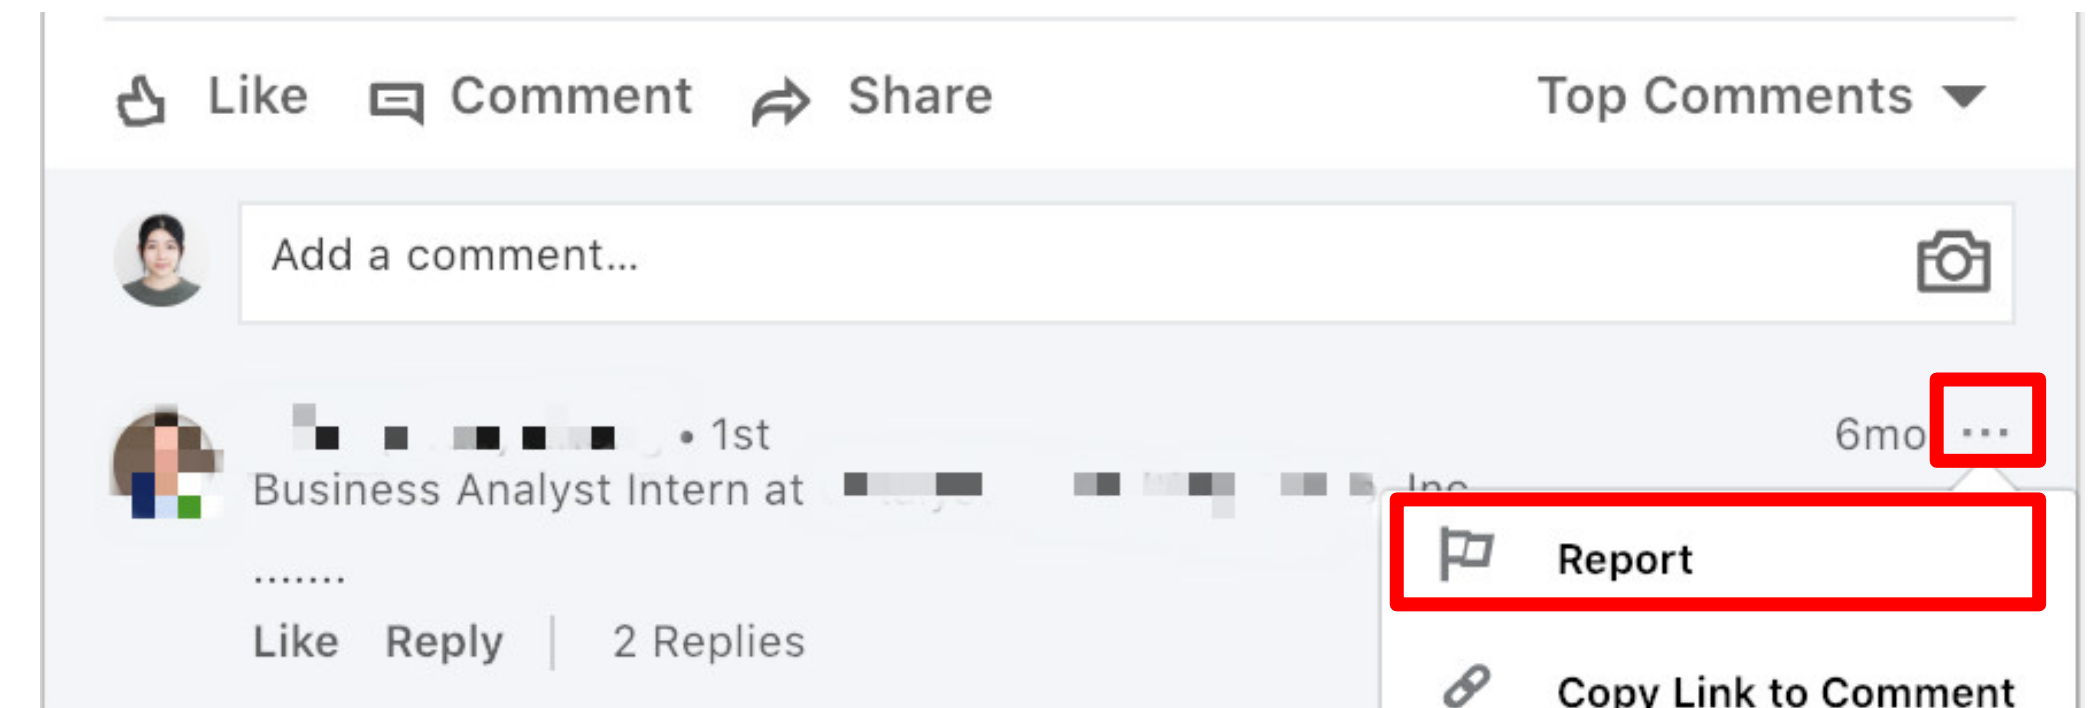 Like Comment Share Top Comments
Add a comment...
• 1st 6mo ...
Business Analyst Intern at Inc
Report
.......
Like Reply 2 Replies
Copy Link to Comment